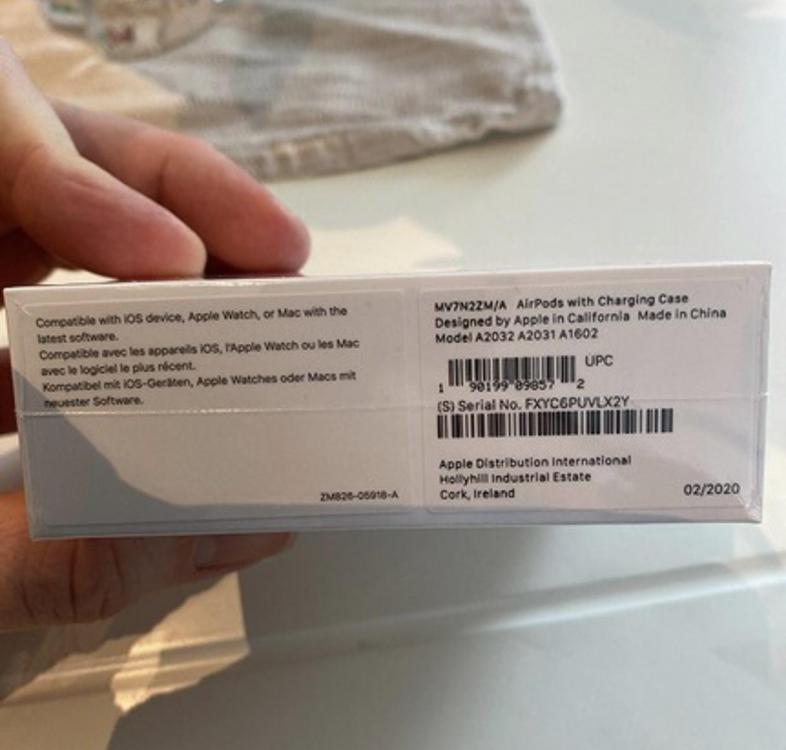 Compatible with iOS device, Apple Watch, or Mac with the
latest software.
Compatible avec les appareils iOS, l'Apple Watch ou les Mac
avec le logiciel le plus récent.
Kompatibel mit iOS-Geräten, Apple Watches oder Macs mit
neuester Software.
ZM826-05918-A
MV7N2ZM/A AirPods with Charging Case
Designed by Apple in California Made in China
Model A2032 A2031 A1602
UPC
1 90199 09857 2
(S) Serial No. FXYC6PUVLX2Y
Apple Distribution International
Hollyhill Industrial Estate
Cork, Ireland
02/2020